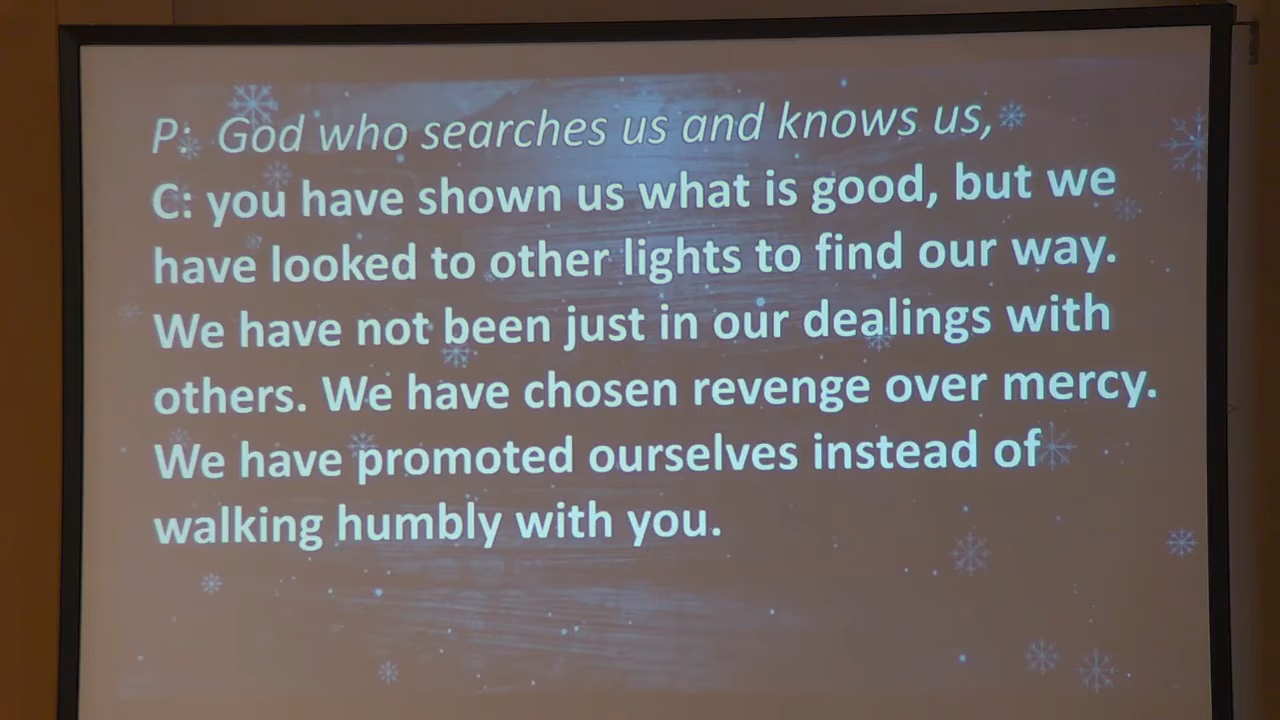 P: God who searches us and knows us,
C: you have shown us what is good, but we
have looked to other lights to find our way.
We have not been just in our dealings with
others. We have chosen revenge over mercy.
We have promoted ourselves instead of
walking humbly with you.